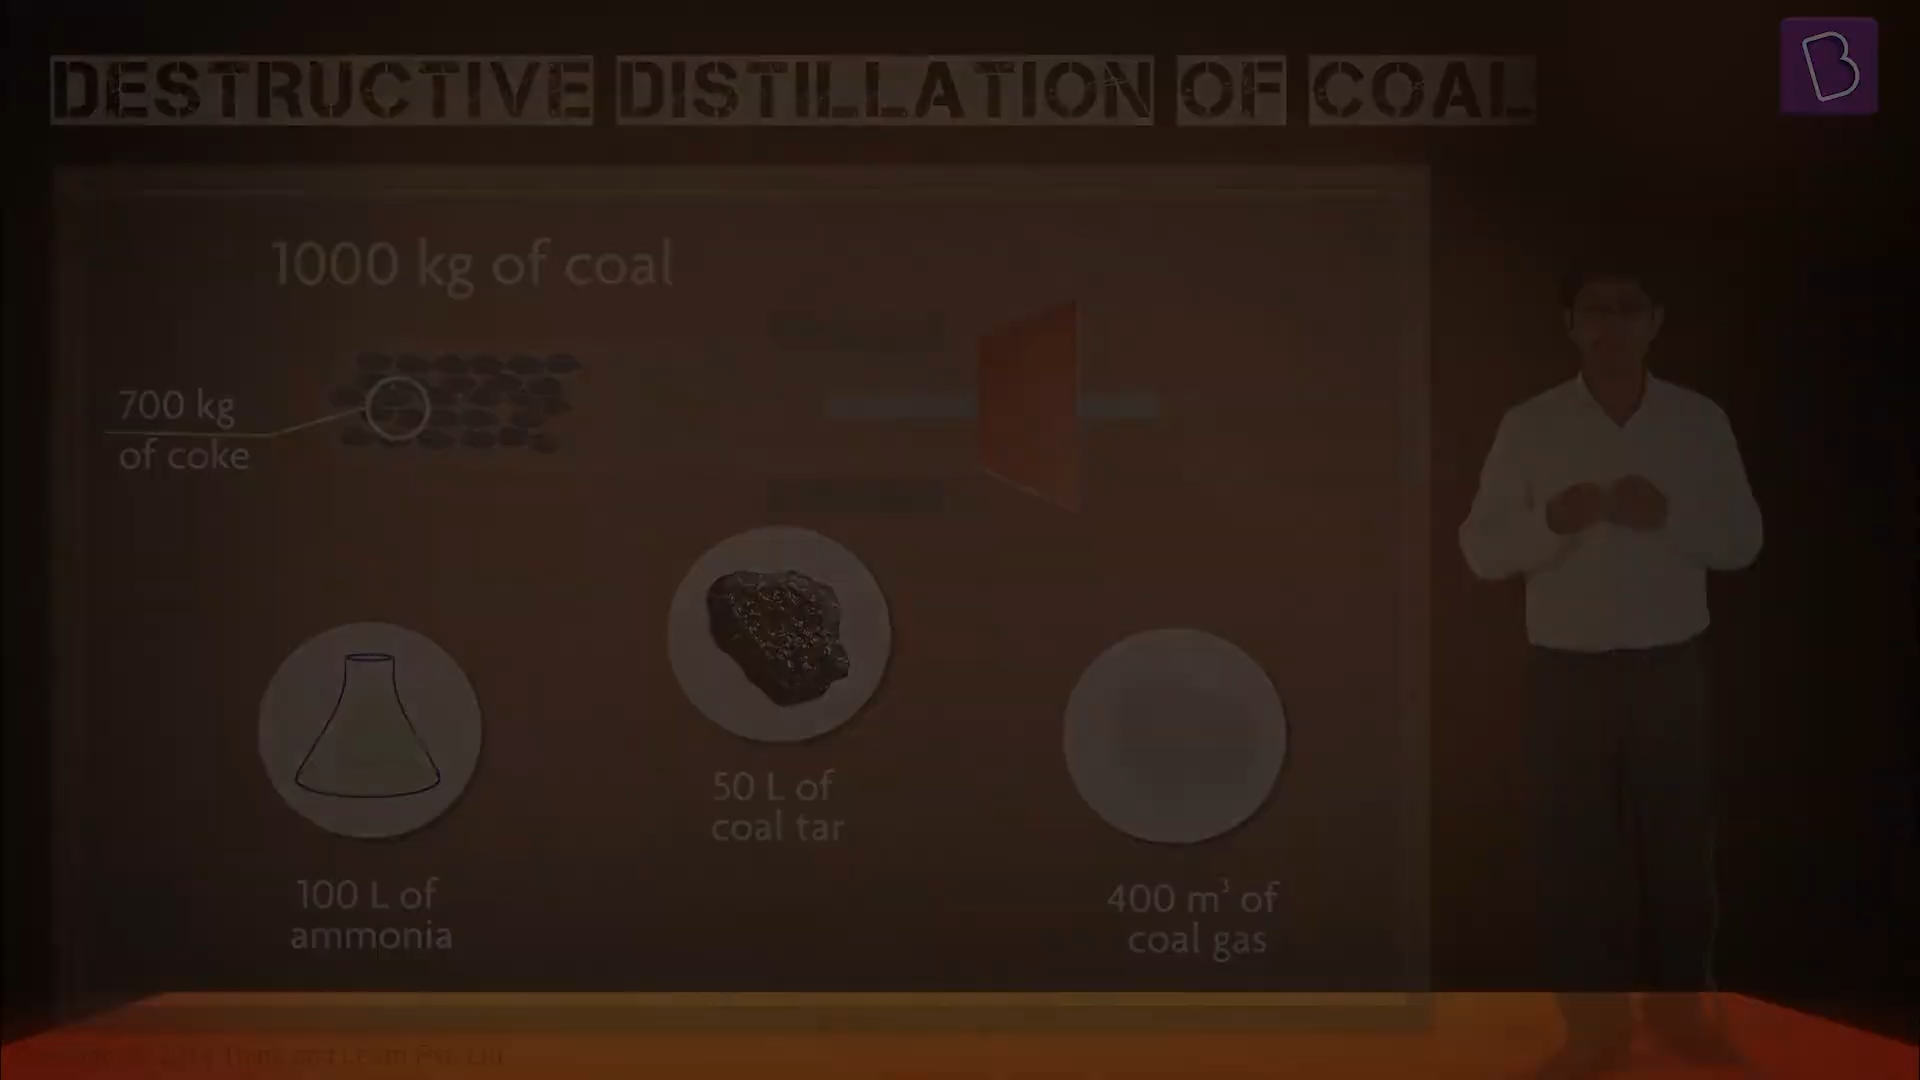 DESTRUCTIVE DISTILLATION OF COAL
1000 kg of coal
700 kg
of coke
50 L of
coal tar
100 L of
ammonia
400 m³ of
coal gas